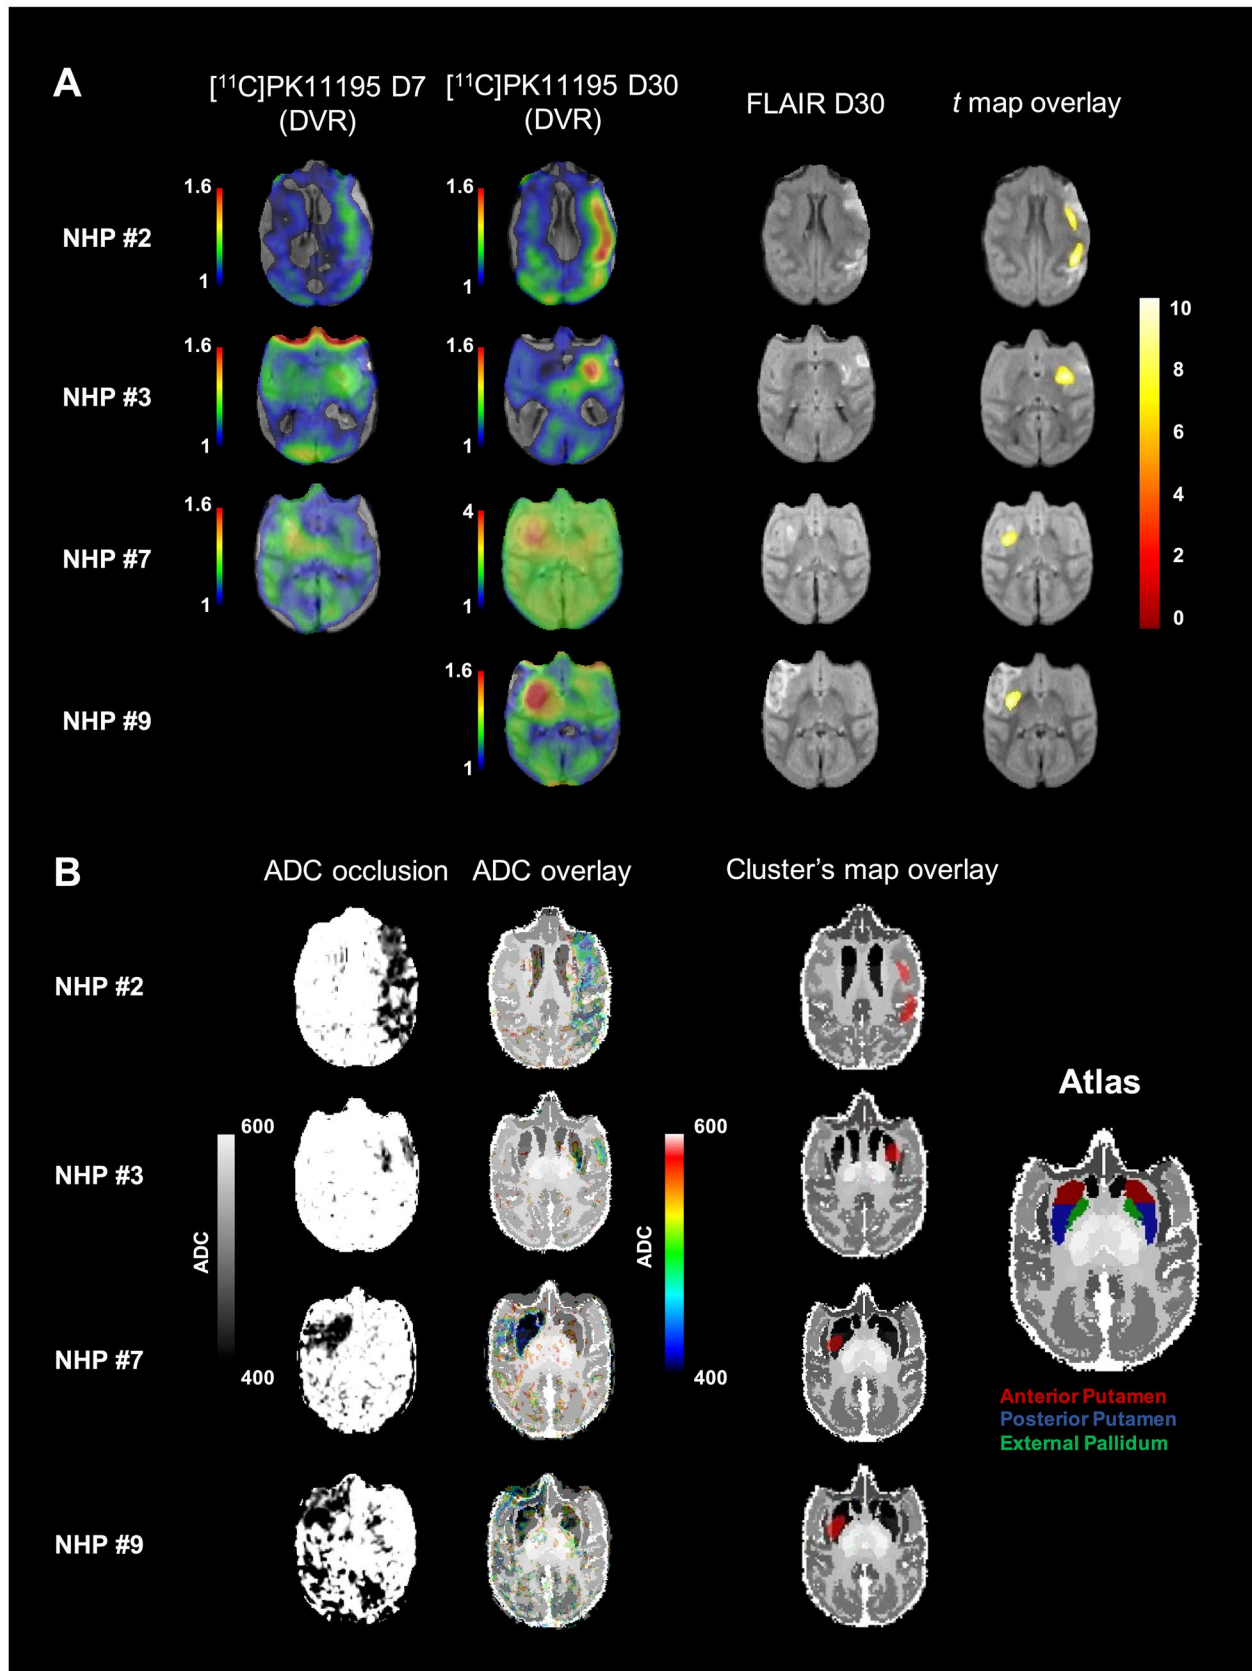 A
[¹¹C]PK11195 D7
(DVR)
[¹¹C]PK11195 D30
(DVR)
FLAIR D30
t map overlay
NHP #2
1.6
1
1.6
1
NHP #3
1.6
1
1.6
1
NHP #7
1.6
1
4
1
NHP #9
1.6
1
10
8
6
4
2
0
B
ADC occlusion
ADC overlay
Cluster's map overlay
NHP #2
NHP #3
NHP #7
NHP #9
600
ADC
400
600
ADC
400
Atlas
Anterior Putamen
Posterior Putamen
External Pallidum